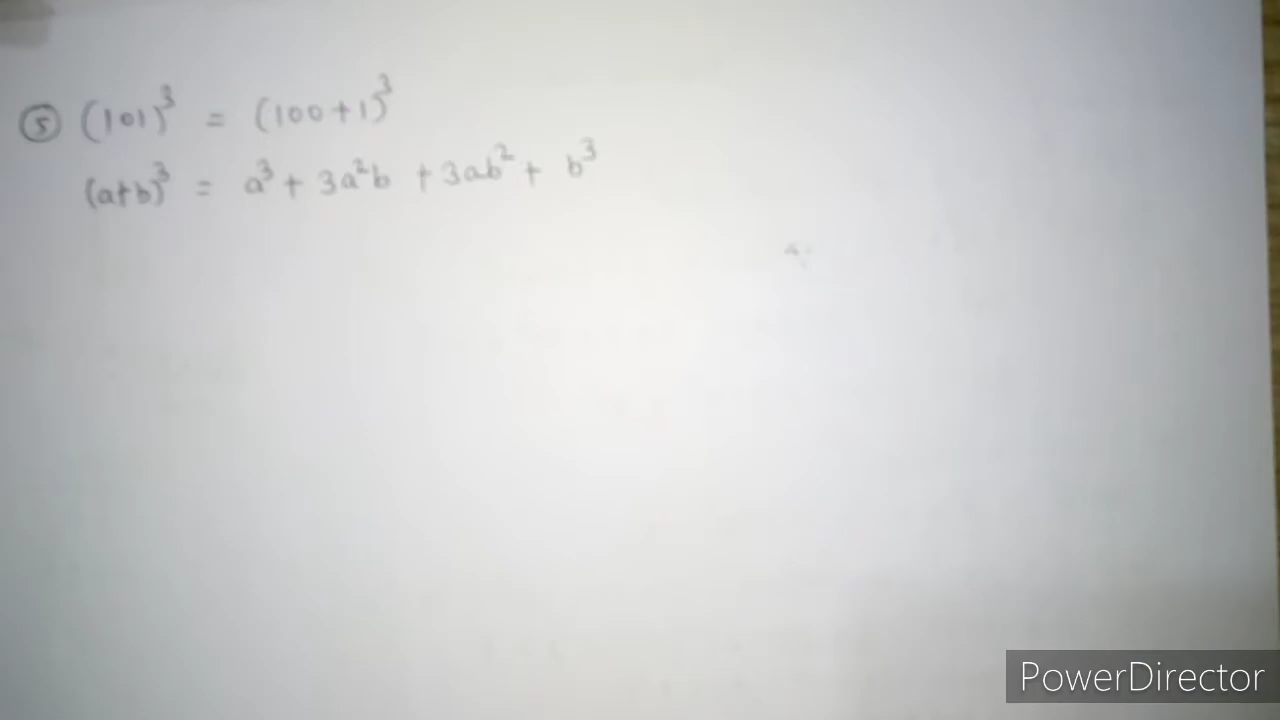 ⑤ (101)³ = (100+1)³
(a+b)³ = a³ + 3a²b + 3ab² + b³
PowerDirector